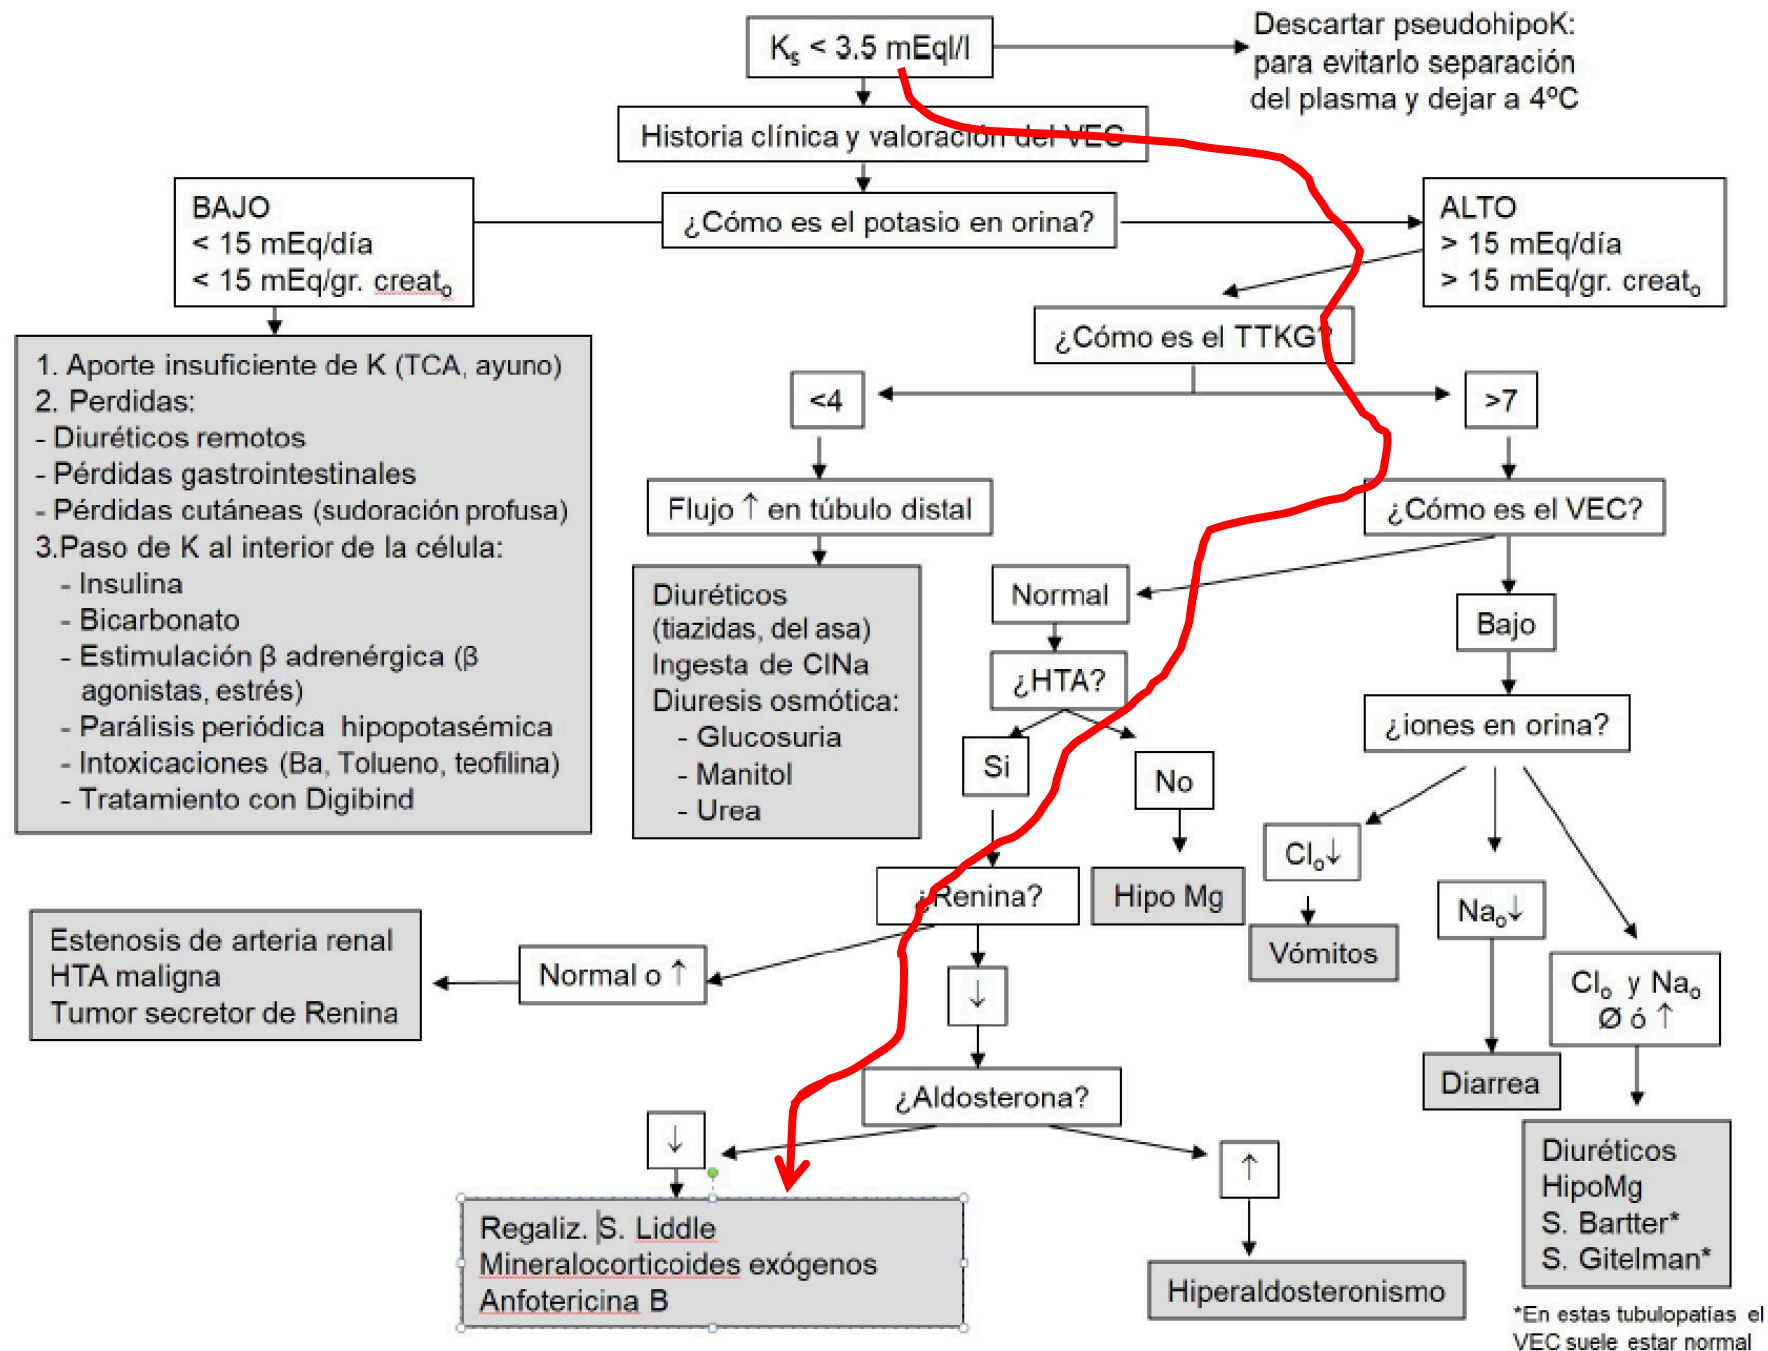 K_s < 3.5 mEql/l
Descartar pseudohipoK:
para evitarlo separación
del plasma y dejar a 4ºC
Historia clínica y valoración del VEC
¿Cómo es el potasio en orina?
BAJO
< 15 mEq/día
< 15 mEq/gr. creat_o
ALTO
> 15 mEq/día
> 15 mEq/gr. creat_o
1. Aporte insuficiente de K (TCA, ayuno)
2. Perdidas:
- Diuréticos remotos
- Pérdidas gastrointestinales
- Pérdidas cutáneas (sudoración profusa)
3.Paso de K al interior de la célula:
- Insulina
- Bicarbonato
- Estimulación β adrenérgica (β
agonistas, estrés)
- Parálisis periódica hipopotasémica
- Intoxicaciones (Ba, Tolueno, teofilina)
- Tratamiento con Digibind
¿Cómo es el TTKG?
<4
>7
Flujo ↑ en túbulo distal
Diuréticos
(tiazidas, del asa)
Ingesta de ClNa
Diuresis osmótica:
- Glucosuria
- Manitol
- Urea
¿Cómo es el VEC?
Normal
Bajo
¿HTA?
Si
No
Hipo Mg
¿iones en orina?
Cl_o↓
Vómitos
Na_o↓
Diarrea
Cl_o y Na_o
Ø ó ↑
Diuréticos
HipoMg
S. Bartter*
S. Gitelman*
*En estas tubulopatías el
VEC suele estar normal
¿Renina?
Normal o ↑
Estenosis de arteria renal
HTA maligna
Tumor secretor de Renina
↓
¿Aldosterona?
↓
↑
Regaliz. S. Liddle
Mineralocorticoides exógenos
Anfotericina B
Hiperaldosteronismo